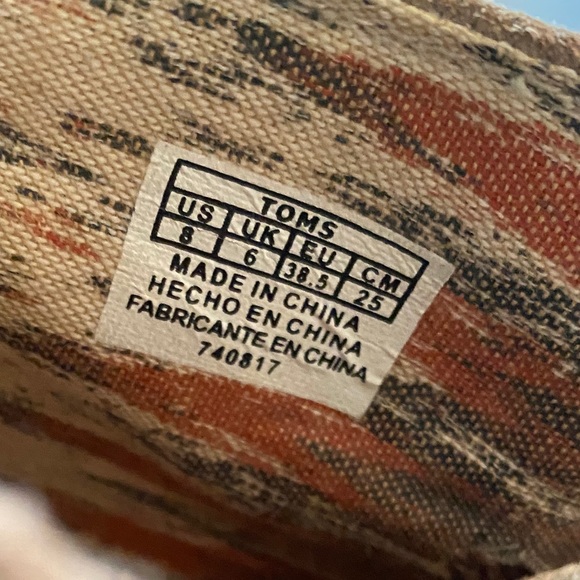 TOMS
US UK EU CM
8 6 38.5 25
MADE IN CHINA
HECHO EN CHINA
FABRICANTE EN CHINA
740817